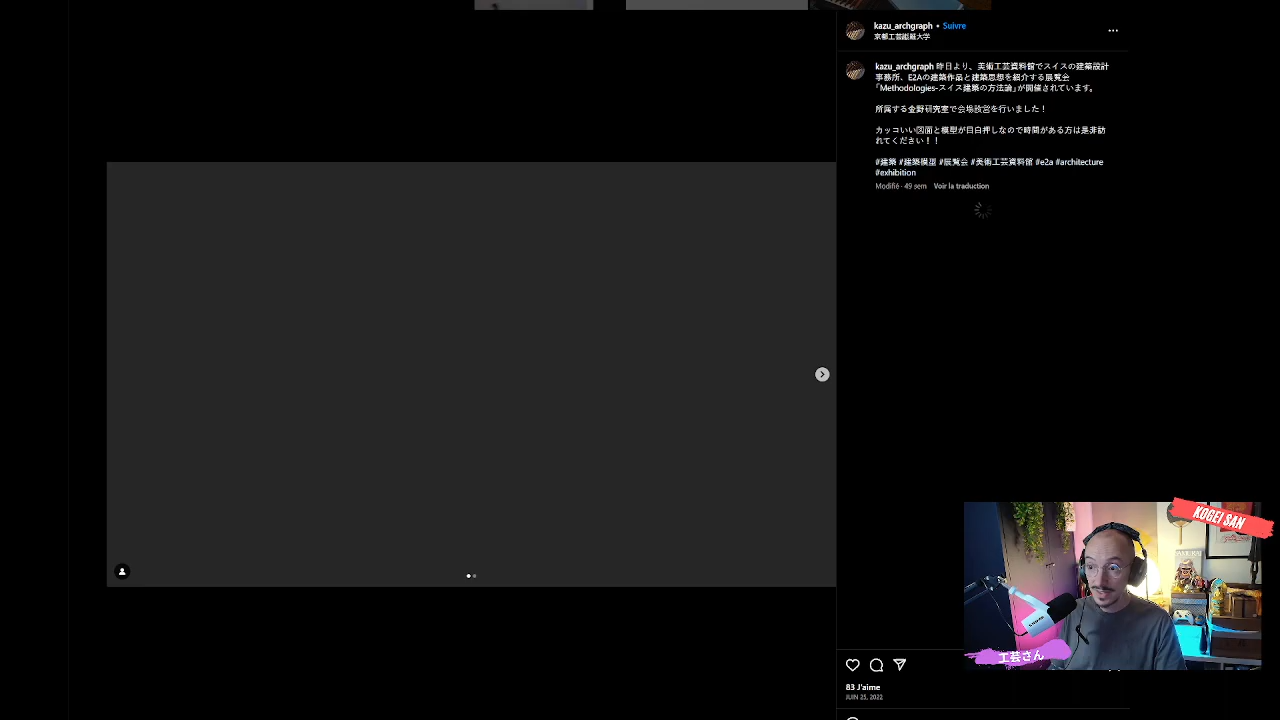 kazu_archgraph • Suivre
京都工芸繊維大学
kazu_archgraph 昨日より、美術工芸資料館でスイスの建築設計
事務所、E2Aの建築作品と建築思想を紹介する展覧会
「Methodologies-スイス建築の方法論」が開催されています。
所属する金野研究室で会場設営を行いました！
カッコいい図面と模型が目白押しなので時間がある方は是非訪
れてください！！
#建築 #建築模型 #展覧会 #美術工芸資料館 #e2a #architecture
#exhibition
Modifié · 49 sem Voir la traduction
KOGEI SAN
工芸さん
83 J'aime
JUIN 25, 2022